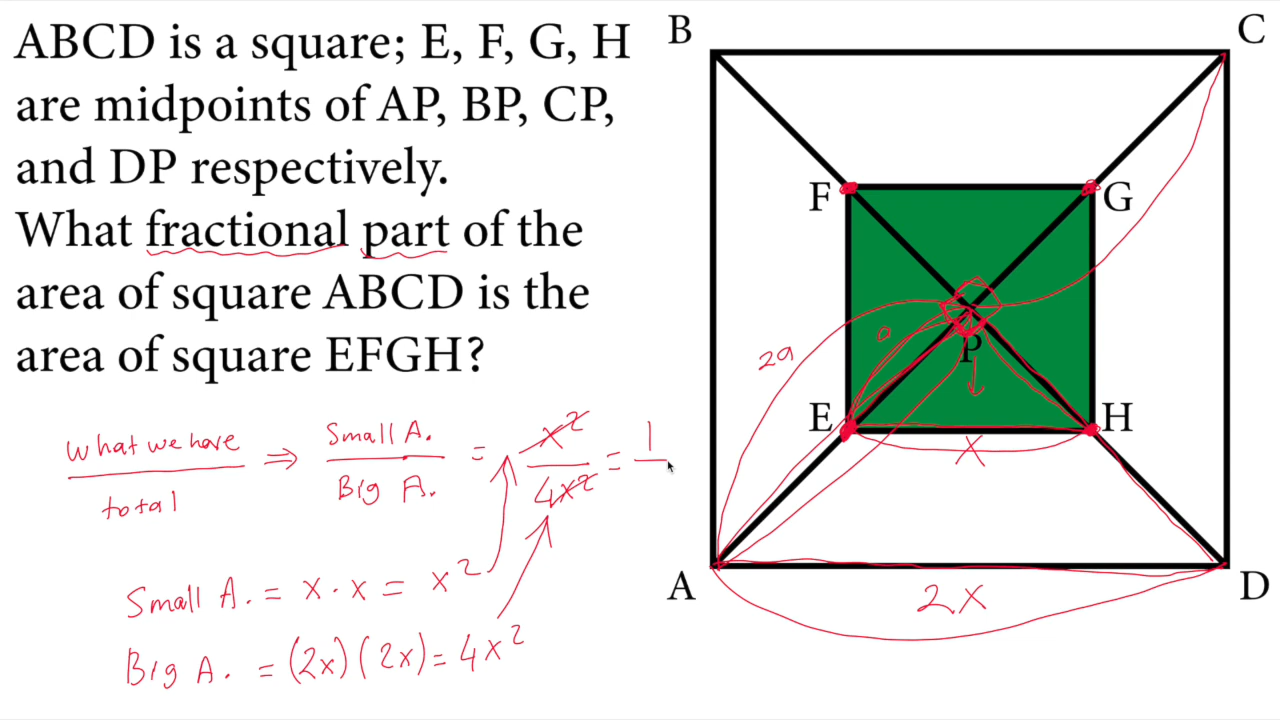 ABCD is a square; E, F, G, H
are midpoints of AP, BP, CP,
and DP respectively.
What fractional part of the
area of square ABCD is the
area of square EFGH?
What we have / total ⇒ Small A. / Big A. = x² / 4x² = 1
Small A. = x · x = x²
Big A. = (2x)(2x) = 4x²
B
C
F
G
2a
a
P
E
H
x
A
2x
D